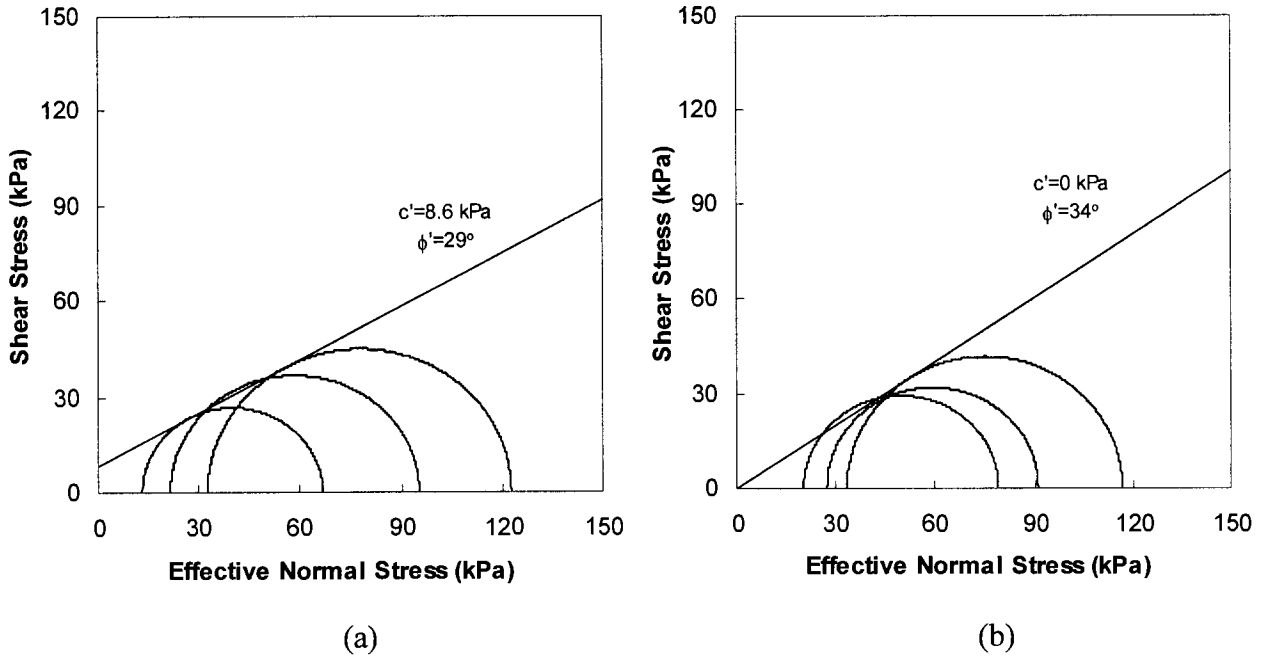 150
120
90
60
30
0
Shear Stress (kPa)
c'=8.6 kPa
ϕ'=29°
0 30 60 90 120 150
Effective Normal Stress (kPa)
(a)
150
120
90
60
30
0
Shear Stress (kPa)
c'=0 kPa
ϕ'=34°
0 30 60 90 120 150
Effective Normal Stress (kPa)
(b)